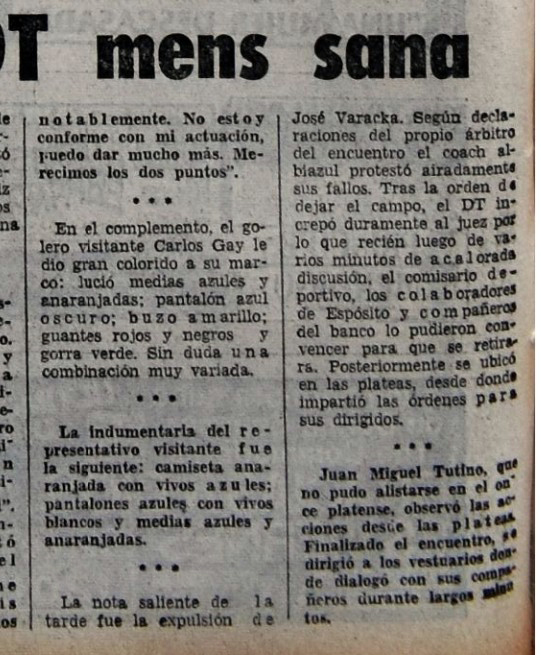 DT mens sana
notablemente. No estoy
conforme con mi actuación,
puedo dar mucho más. Me-
recimos los dos puntos".
* * *
En el complemento, el go-
lero visitante Carlos Gay le
dio gran colorido a su mar-
co: lució medias azules y
anaranjadas; pantalón azul
oscuro; buzo amarillo;
guantes rojos y negros y
gorra verde. Sin duda una
combinación muy variada.
* * *
La indumentaria del re-
presentativo visitante fue
la siguiente: camiseta ana-
ranjada con vivos azules;
pantalones azules con vivos
blancos y medias azules y
anaranjadas.
* * *
La nota saliente de la
tarde fue la expulsión de
José Varacka. Según decla-
raciones del propio árbitro
del encuentro el coach al-
biazul protestó airadamente
sus fallos. Tras la orden de
dejar el campo, el DT in-
crepó duramente al juez por
lo que recién luego de va-
rios minutos de acalorada
discusión, el comisario de-
portivo, los colaboradores
de Espósito y compañeros
del banco lo pudieron con-
vencer para que se retira-
ra. Posteriormente se ubicó
en las plateas, desde donde
impartió las órdenes para
sus dirigidos.
* * *
Juan Miguel Tutino, que
no pudo alistarse en el on-
ce platense, observó las ac-
ciones desde las plateas.
Finalizado el encuentro, se
dirigió a los vestuarios don-
de dialogó con sus compa-
ñeros durante largos minu
tos.